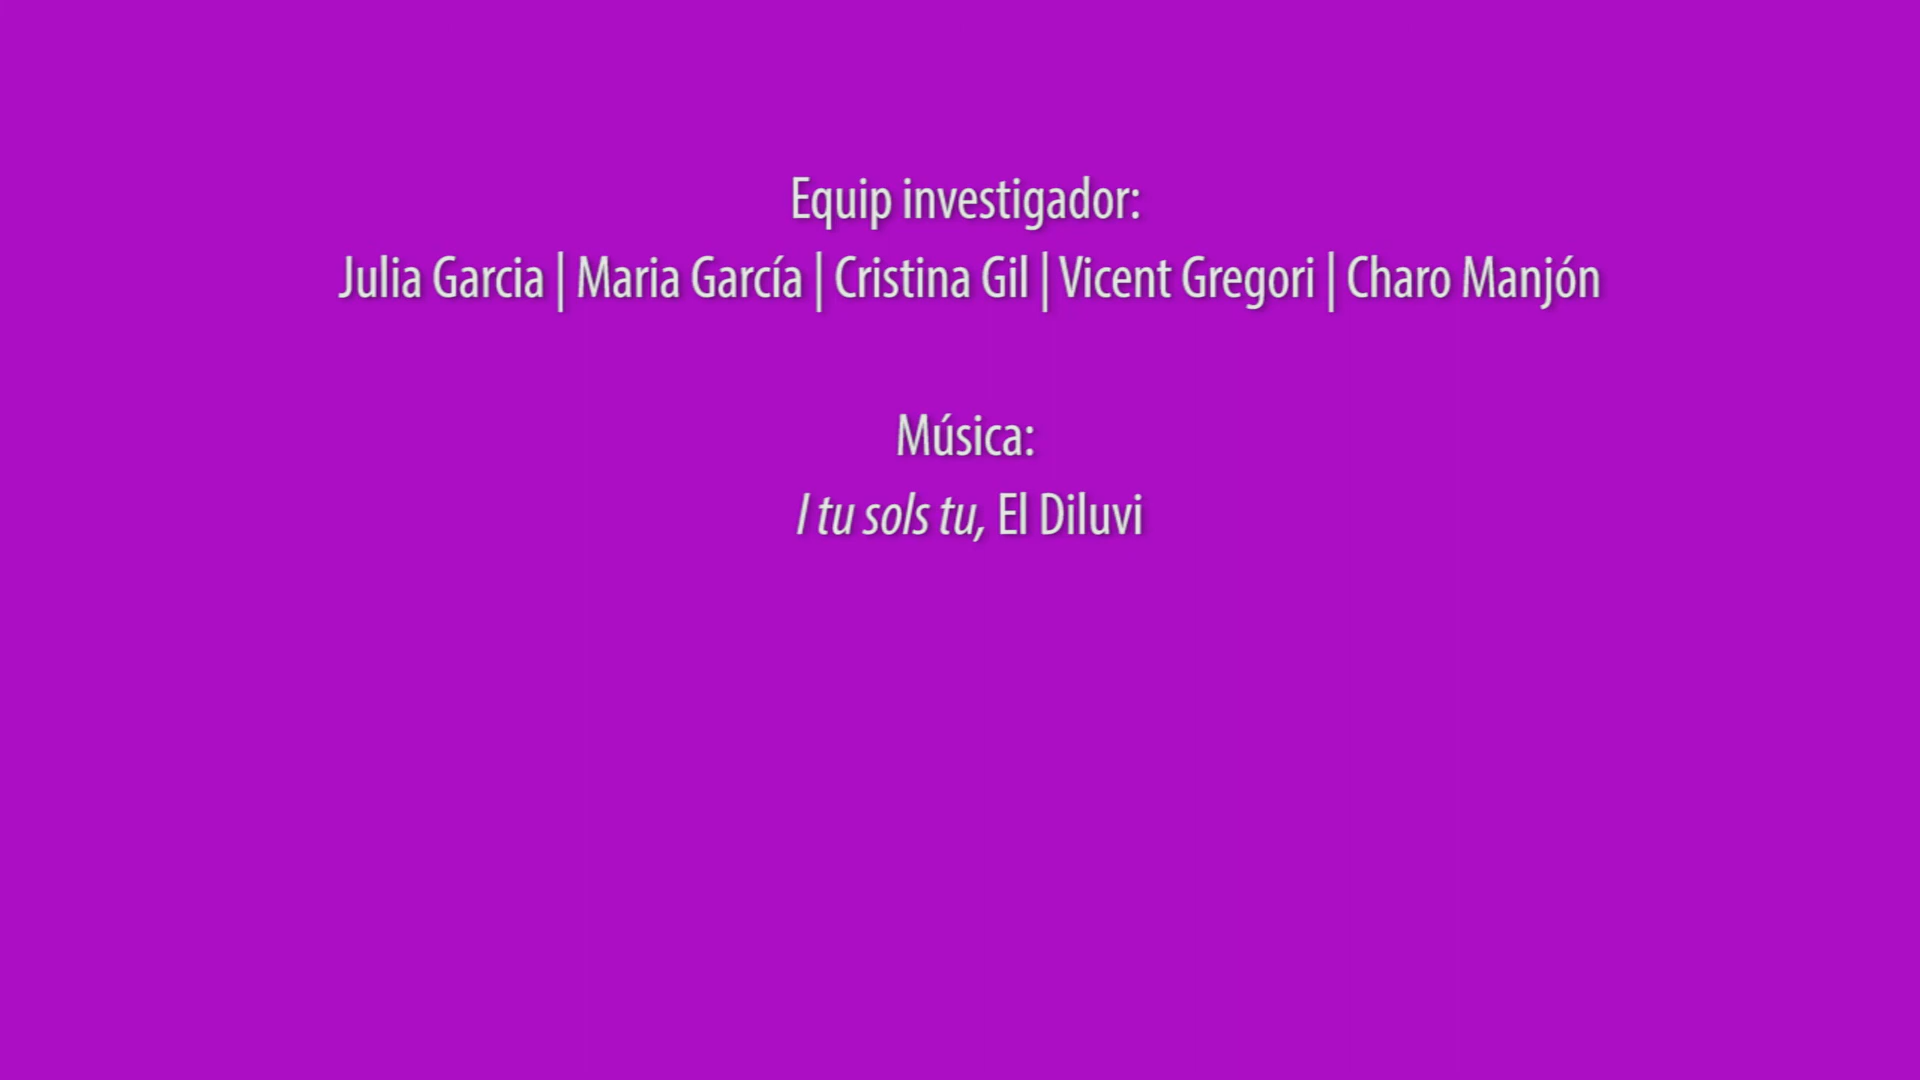 Equip investigador:
Julia Garcia | Maria García | Cristina Gil | Vicent Gregori | Charo Manjón
Música:
I tu sols tu, El Diluvi